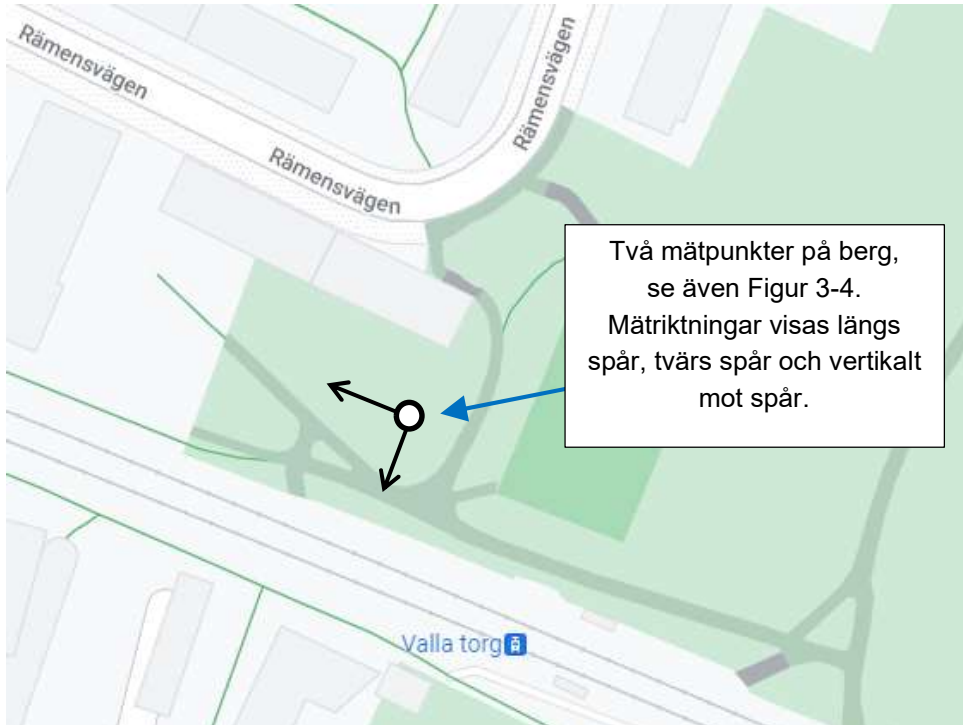 Rämensvägen
Rämensvägen
Rämensvägen
Två mätpunkter på berg,
se även Figur 3-4.
Mätriktningar visas längs
spår, tvärs spår och vertikalt
mot spår.
Valla torg